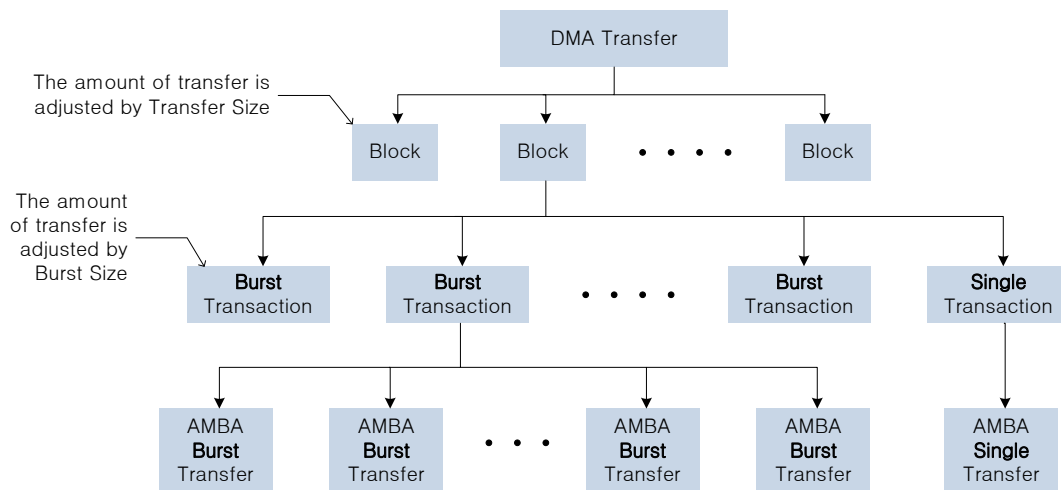 DMA Transfer
The amount of transfer is
adjusted by Transfer Size
Block
Block
Block
The amount
of transfer is
adjusted by
Burst Size
Burst
Transaction
Burst
Transaction
Burst
Transaction
Single
Transaction
AMBA
Burst
Transfer
AMBA
Burst
Transfer
AMBA
Burst
Transfer
AMBA
Burst
Transfer
AMBA
Single
Transfer